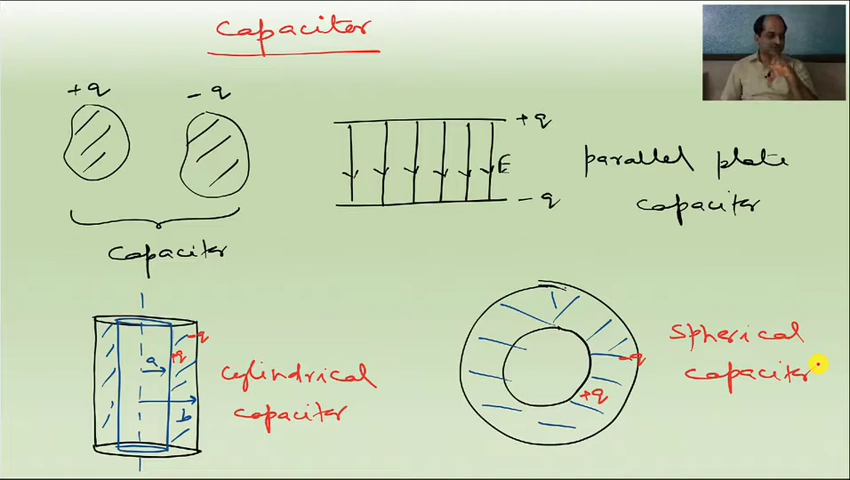 Capacitor
+q
-q
Capacitor
+q
E
-q
parallel plate
capacitor
-q
+q
a
b
Cylindrical
capacitor
-q
+q
Spherical
capacitor